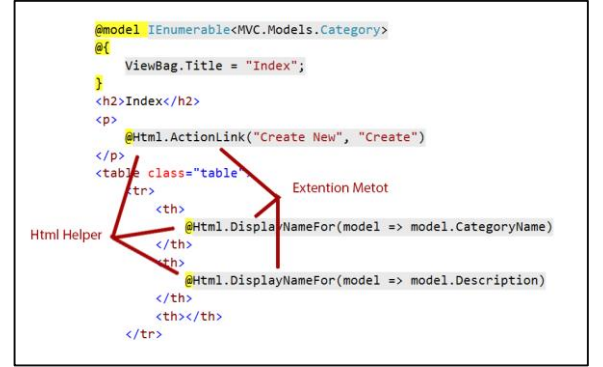 @model IEnumerable<MVC.Models.Category>
@{
ViewBag.Title = "Index";
}
<h2>Index</h2>
<p>
@Html.ActionLink("Create New", "Create")
</p>
<table class="table">
<tr>
Extention Metot
<th>
Html Helper
@Html.DisplayNameFor(model => model.CategoryName)
</th>
<th>
@Html.DisplayNameFor(model => model.Description)
</th>
<th></th>
</tr>